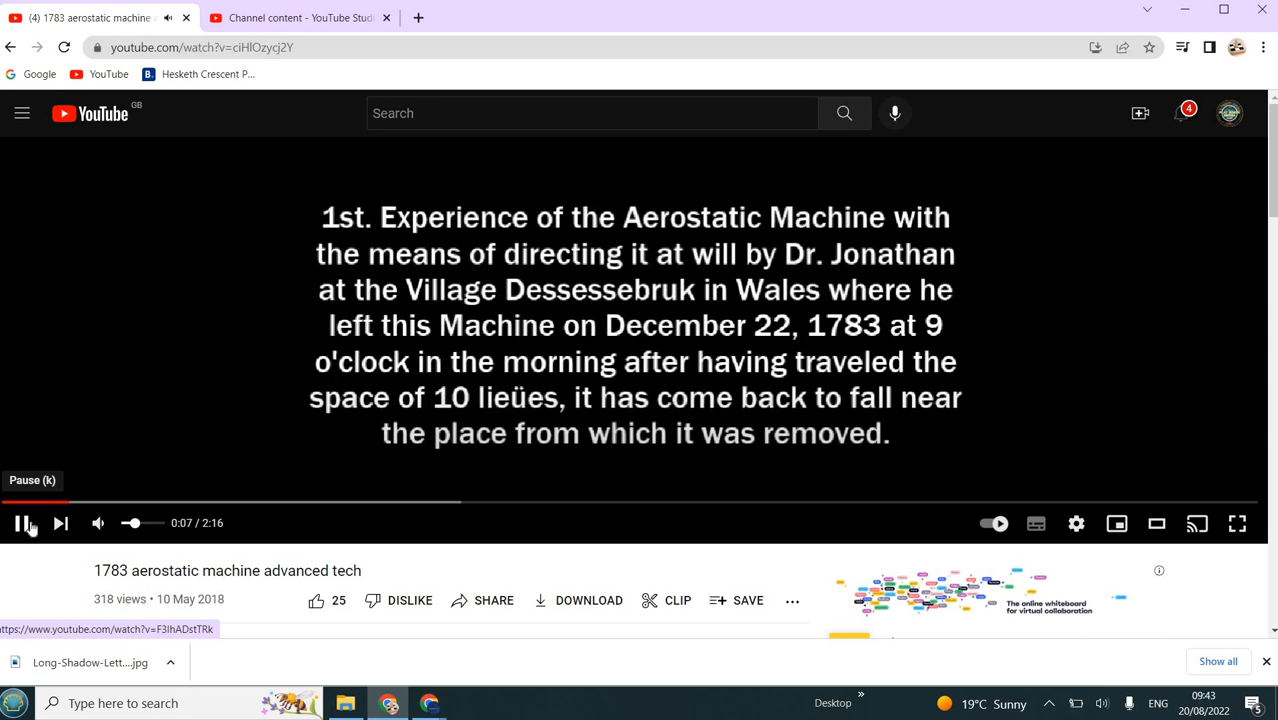 (4) 1783 aerostatic machine a
Channel content - YouTube Studi
youtube.com/watch?v=ciHlOzycj2Y
Google
YouTube
B.
Hesketh Crescent P...
YouTube GB
Search
4
1st. Experience of the Aerostatic Machine with
the means of directing it at will by Dr. Jonathan
at the Village Dessessebruk in Wales where he
left this Machine on December 22, 1783 at 9
o'clock in the morning after having traveled the
space of 10 lieües, it has come back to fall near
the place from which it was removed.
Pause (k)
0:07 / 2:16
1783 aerostatic machine advanced tech
318 views • 10 Nov 2018
25
DISLIKE
SHARE
DOWNLOAD
CLIP
SAVE
The online whiteboard
for virtual collaboration
https://www.youtube.com/watch?v=F3IhADstTRk
Long-Shadow-Lett....jpg
Show all
Type here to search
Desktop
19°C Sunny
ENG
09:43
20/08/2022
5